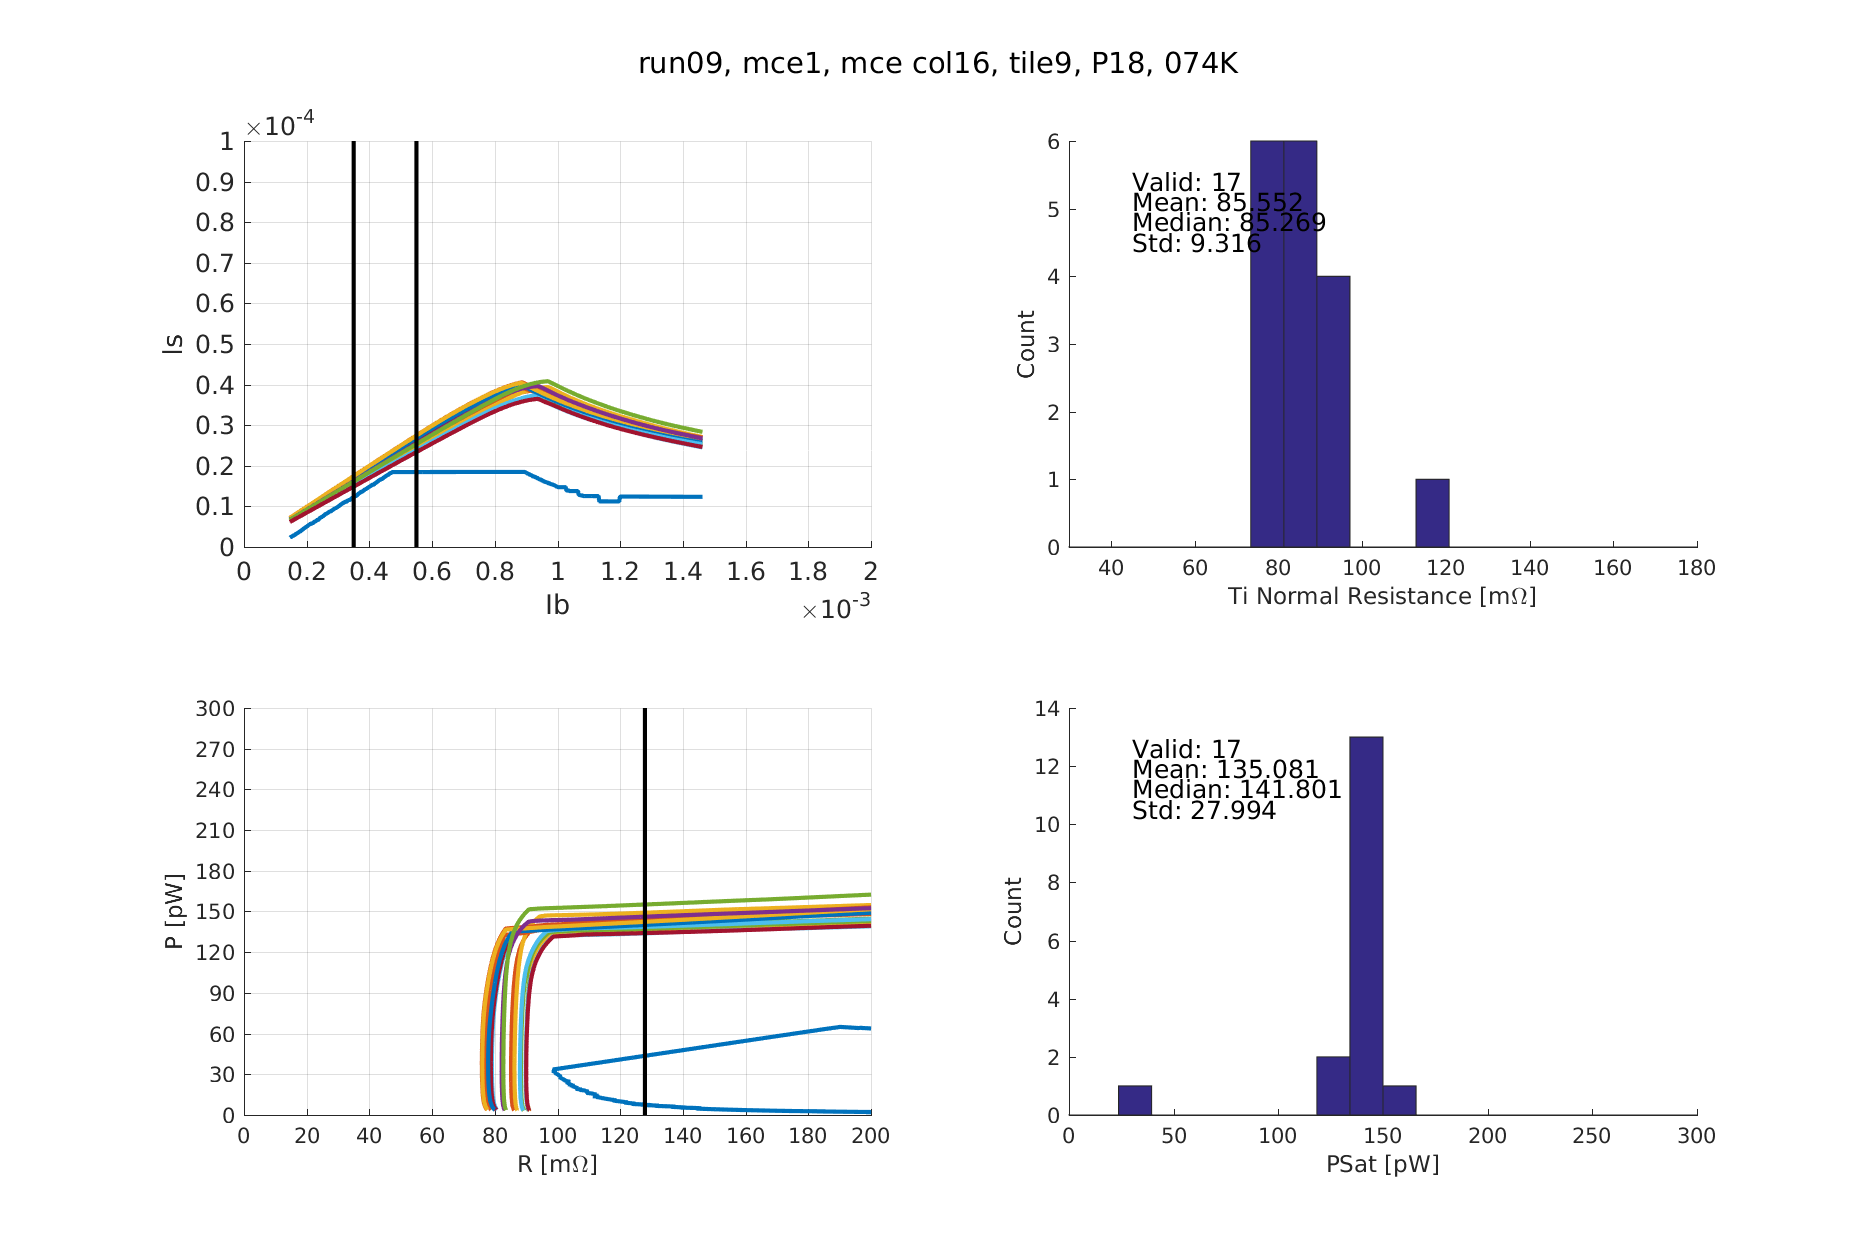 run09, mce1, mce col16, tile9, P18, 074K
×10-4
1
0.9
0.8
0.7
0.6
0.5
0.4
0.3
0.2
0.1
0
Is
0 0.2 0.4 0.6 0.8 1 1.2 1.4 1.6 1.8 2
Ib
×10-3
6
5
4
3
2
1
0
Count
Valid: 17
Mean: 85.552
Median: 85.269
Std: 9.316
40 60 80 100 120 140 160 180
Ti Normal Resistance [mΩ]
300
270
240
210
180
150
120
90
60
30
0
P [pW]
0 20 40 60 80 100 120 140 160 180 200
R [mΩ]
14
12
10
8
6
4
2
0
Count
Valid: 17
Mean: 135.081
Median: 141.801
Std: 27.994
0 50 100 150 200 250 300
PSat [pW]